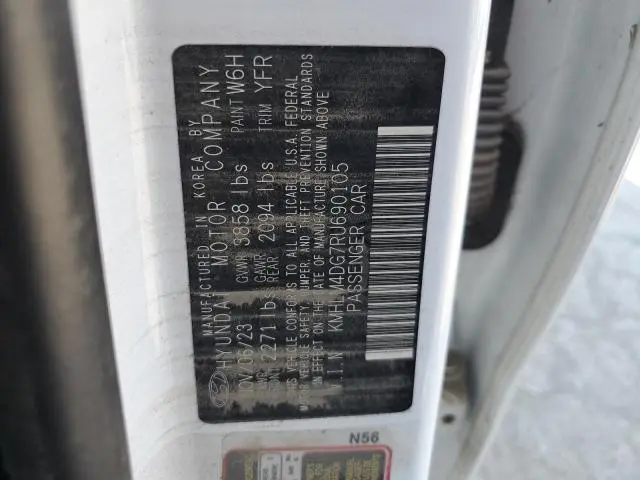 MANUFACTURED IN KOREA BY
HYUNDAI MOTOR COMPANY
NOV/06/23 GVWR 3858 lbs PAINT W6H
2271 lbs GAWR REAR 2094 lbs TRIM YFR
THIS VEHICLE CONFORMS TO ALL APPLICABLE U.S.A. FEDERAL
MOTOR VEHICLE SAFETY, BUMPER, AND THEFT PREVENTION STANDARDS
IN EFFECT ON THE DATE OF MANUFACTURE SHOWN ABOVE
V.I.N KMHLM4DG7RU690105
PASSENGER CAR
N56